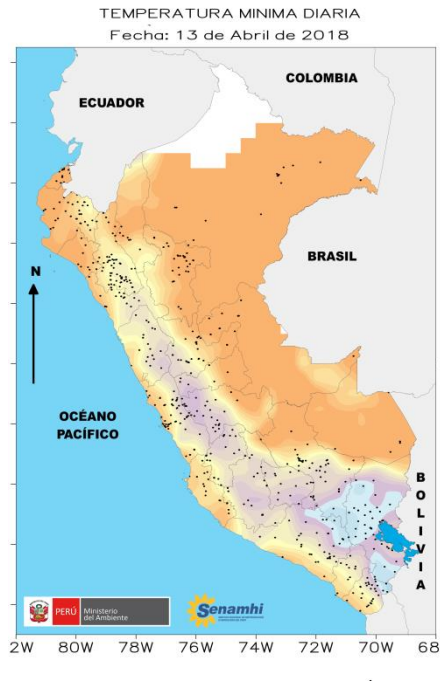 TEMPERATURA MINIMA DIARIA
Fecha: 13 de Abril de 2018
COLOMBIA
ECUADOR
BRASIL
N
OCÉANO
PACÍFICO
BOLIVIA
PERÚ
Ministerio
del Ambiente
Senamhi
2W 80W 78W 76W 74W 72W 70W 68